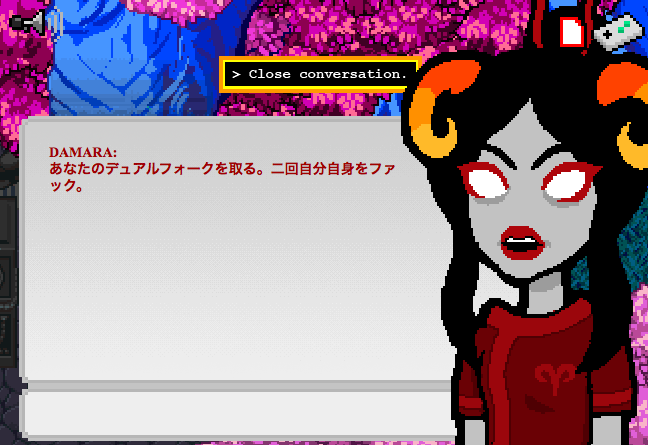 > Close conversation.
DAMARA:
あなたのデュアルフォークを取る。二回自分自身をファ
ック。